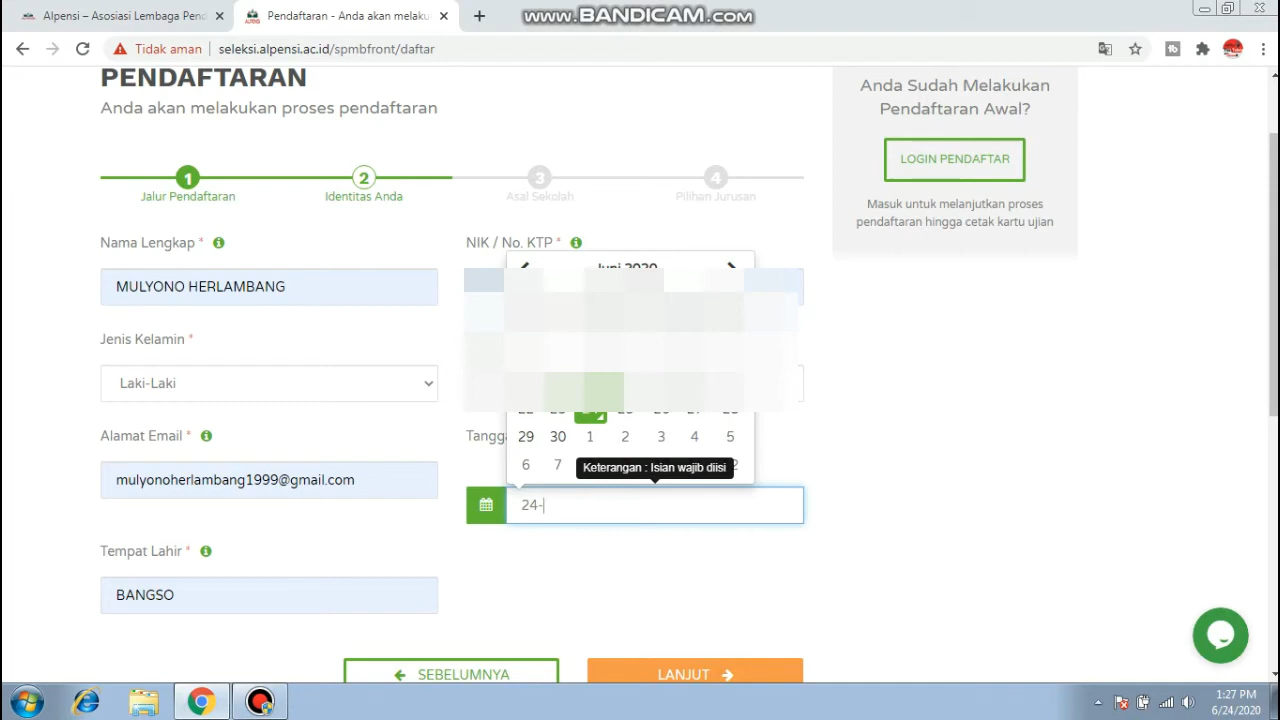 WWW.BANDICAM.COM
Alpensi – Asosiasi Lembaga Pend
Pendaftaran - Anda akan melaku
Tidak aman
seleksi.alpensi.ac.id/spmbfront/daftar
PENDAFTARAN
Anda akan melakukan proses pendaftaran
Anda Sudah Melakukan
Pendaftaran Awal?
LOGIN PENDAFTAR
Masuk untuk melanjutkan proses
pendaftaran hingga cetak kartu ujian
1 2 3 4
Jalur Pendaftaran Identitas Anda Asal Sekolah Pilihan Jurusan
Nama Lengkap *
NIK / No. KTP *
MULYONO HERLAMBANG
Juni 2020
Jenis Kelamin *
Laki-Laki
Alamat Email *
Tangga
29 30 1 2 3 4 5
6 7
Keterangan : Isian wajib diisi
mulyonoherlambang1999@gmail.com
24-
Tempat Lahir *
BANGSO
SEBELUMNYA
LANJUT
1:27 PM
6/24/2020